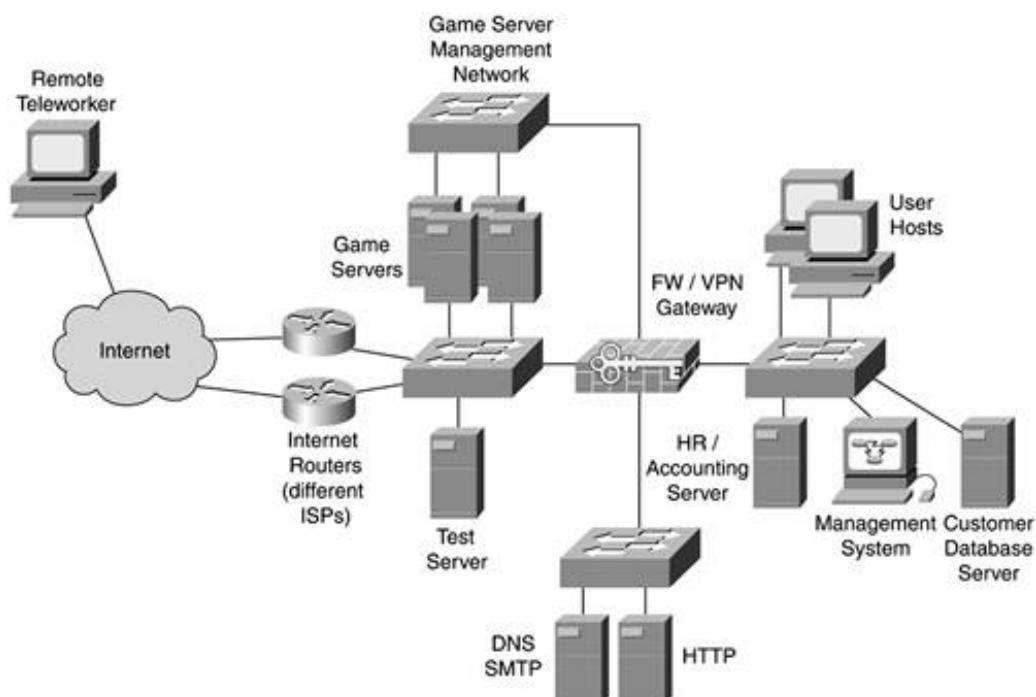 Game Server
Management
Network
Remote
Teleworker
Game
Servers
User
Hosts
FW / VPN
Gateway
Internet
Internet
Routers
(different
ISPs)
Test
Server
HR /
Accounting
Server
Management
System
Customer
Database
Server
DNS
SMTP
HTTP